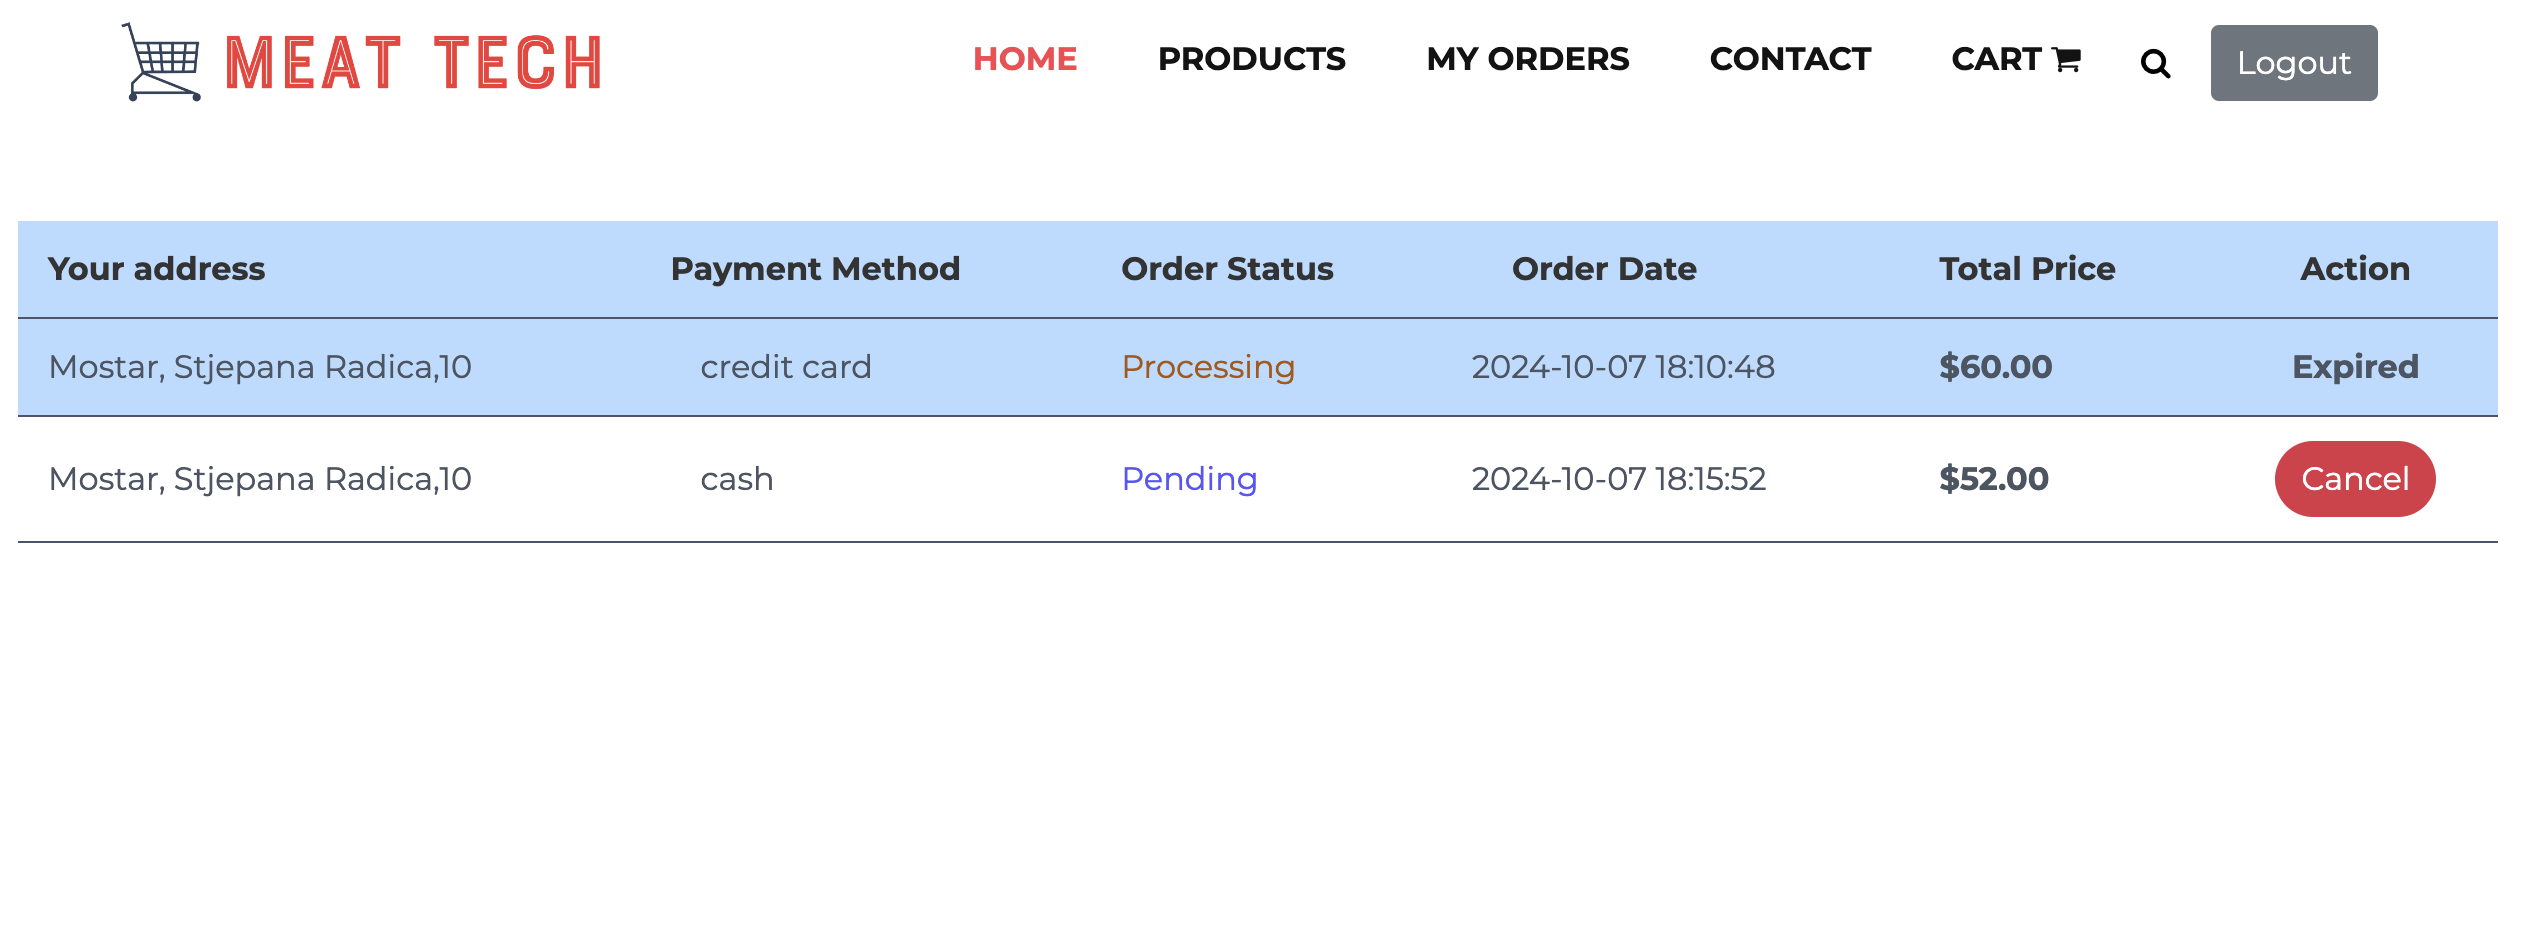 MEAT TECH HOME PRODUCTS MY ORDERS CONTACT CART Logout
Your address Payment Method Order Status Order Date Total Price Action
Mostar, Stjepana Radica,10 credit card Processing 2024-10-07 18:10:48 $60.00 Expired
Mostar, Stjepana Radica,10 cash Pending 2024-10-07 18:15:52 $52.00 Cancel